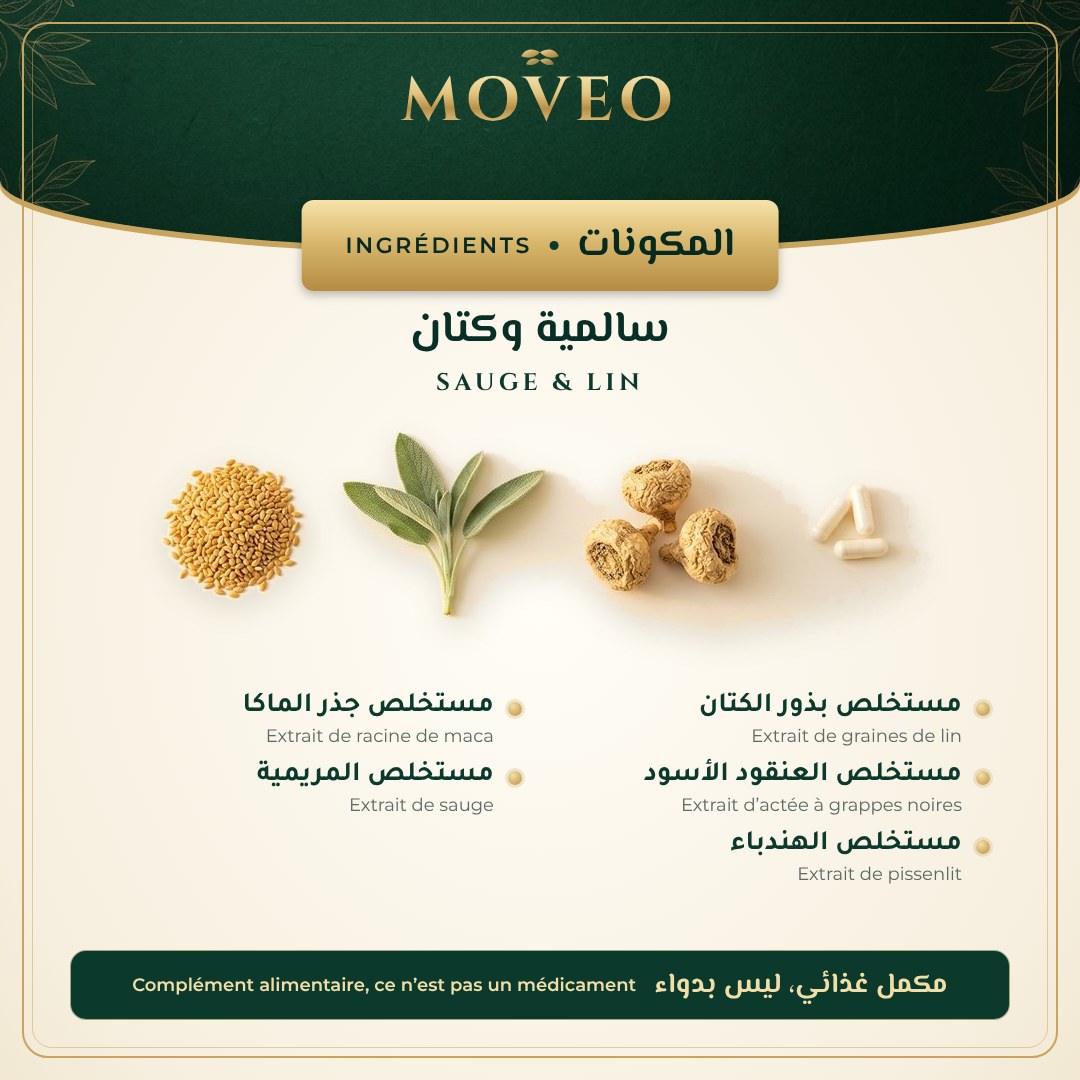 MOVEO
المكونات • INGRÉDIENTS
سالمية وكتان
SAUGE & LIN
مستخلص بذور الكتان
Extrait de graines de lin
مستخلص العنقود الأسود
Extrait d’actée à grappes noires
مستخلص الهندباء
Extrait de pissenlit
مستخلص جذر الماكا
Extrait de racine de maca
مستخلص المريمية
Extrait de sauge
مكمل غذائي، ليس بدواء Complément alimentaire, ce n’est pas un médicament